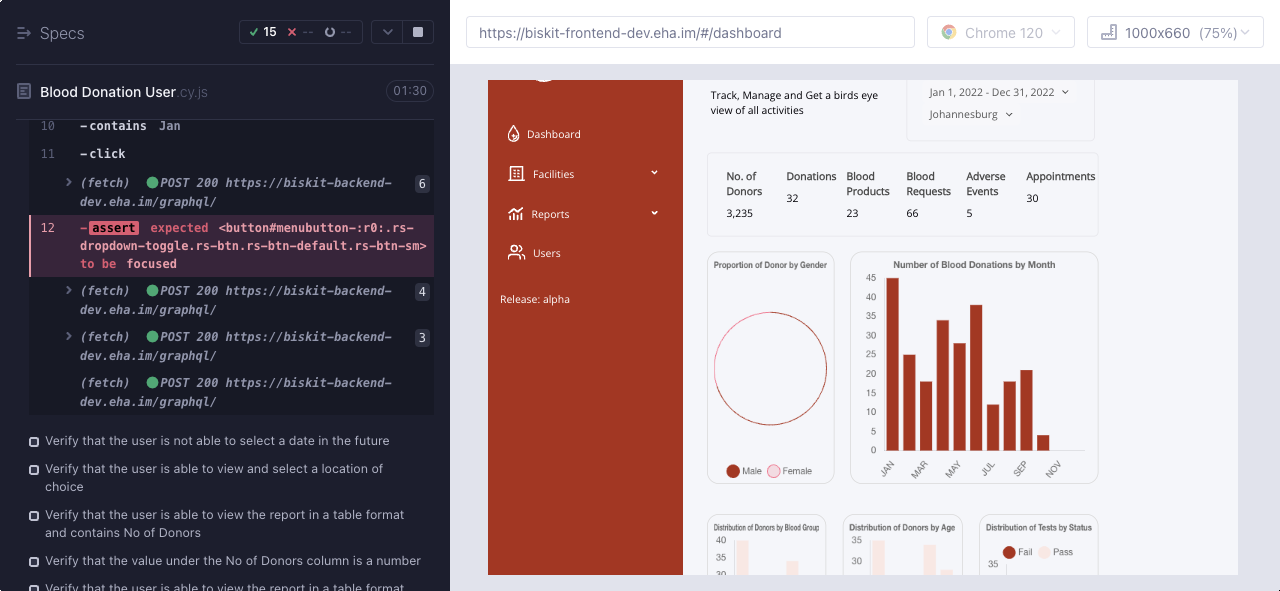 Specs
15
--
--
Blood Donation User.cy.js
01:30
10 -contains Jan
11 -click
(fetch) POST 200 https://biskit-backend-
dev.eha.im/graphql/
6
12 -assert expected <button#menubutton-:r0:.rs-
dropdown-toggle.rs-btn.rs-btn-default.rs-btn-sm>
to be focused
(fetch) POST 200 https://biskit-backend-
dev.eha.im/graphql/
4
(fetch) POST 200 https://biskit-backend-
dev.eha.im/graphql/
3
(fetch) POST 200 https://biskit-backend-
dev.eha.im/graphql/
Verify that the user is not able to select a date in the future
Verify that the user is able to view and select a location of
choice
Verify that the user is able to view the report in a table format
and contains No of Donors
Verify that the value under the No of Donors column is a number
Verify that the user is able to view the report in a table format
https://biskit-frontend-dev.eha.im/#/dashboard
Chrome 120
1000x660 (75%)
Dashboard
Facilities
Reports
Users
Release: alpha
Track, Manage and Get a birds eye
view of all activities
Jan 1, 2022 - Dec 31, 2022
Johannesburg
No. of
Donors
3,235
Donations
32
Blood
Products
23
Blood
Requests
66
Adverse
Events
5
Appointments
30
Proportion of Donor by Gender
Male Female
Number of Blood Donations by Month
45
40
35
30
25
20
15
10
5
0
JAN MAR MAY JUL SEP NOV
Distribution of Donors by Blood Group
40
35
30
Distribution of Donors by Age
35
30
Distribution of Tests by Status
Fail Pass
35